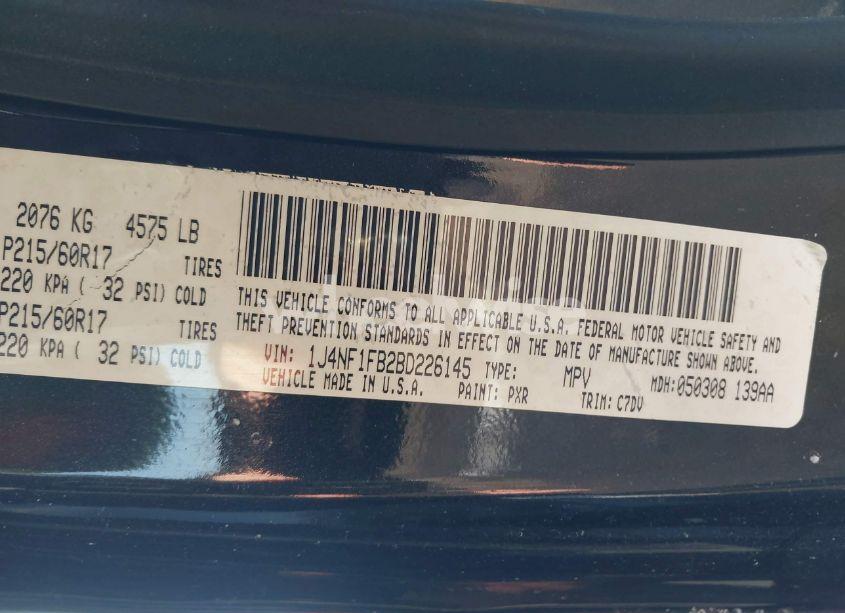 2076 KG 4575 LB
P215/60R17 TIRES
220 KPA ( 32 PSI) COLD
P215/60R17 TIRES
220 KPA ( 32 PSI) COLD
THIS VEHICLE CONFORMS TO ALL APPLICABLE U.S.A. FEDERAL MOTOR VEHICLE SAFETY AND
THEFT PREVENTION STANDARDS IN EFFECT ON THE DATE OF MANUFACTURE SHOWN ABOVE.
VIN: 1J4NF1FB2BD226145 TYPE: MPV MDH:050308 139AA
VEHICLE MADE IN U.S.A. PAINT: PXR TRIM: C7DV